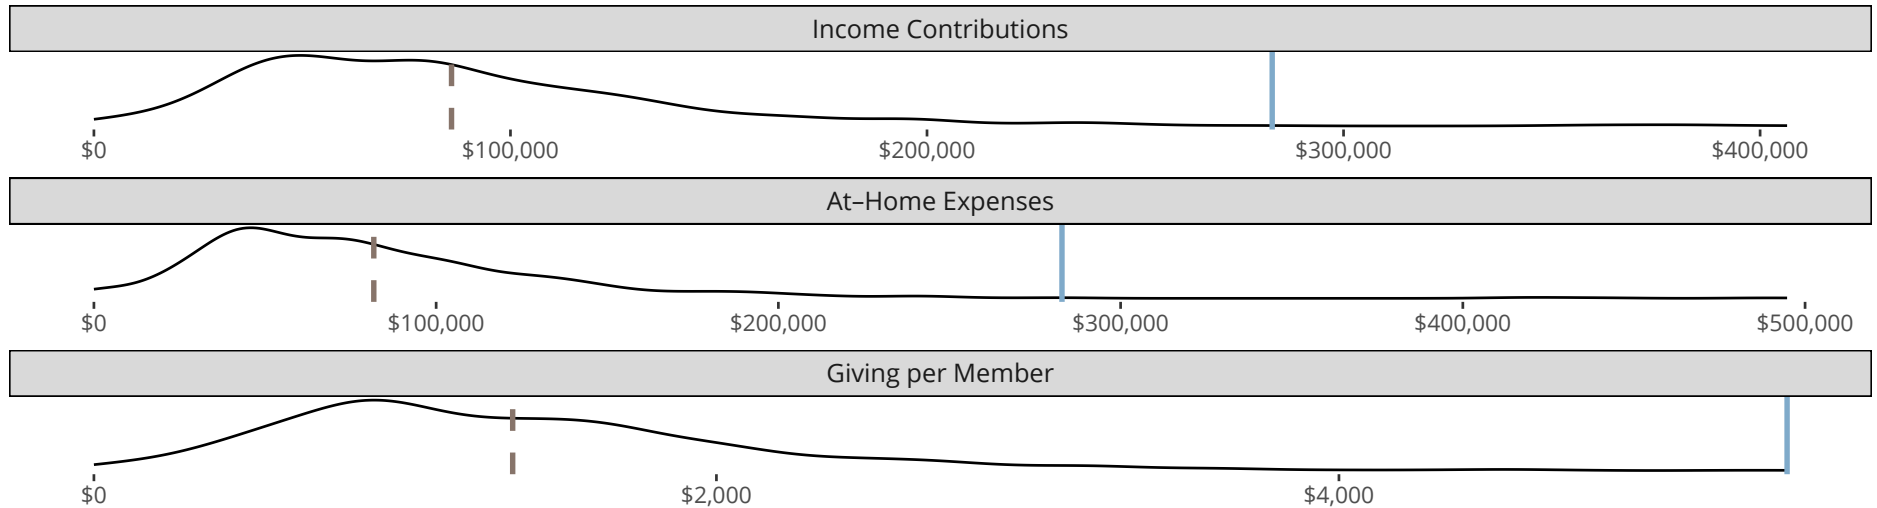 Income Contributions
$0 $100,000 $200,000 $300,000 $400,000
At–Home Expenses
$0 $100,000 $200,000 $300,000 $400,000 $500,000
Giving per Member
$0 $2,000 $4,000